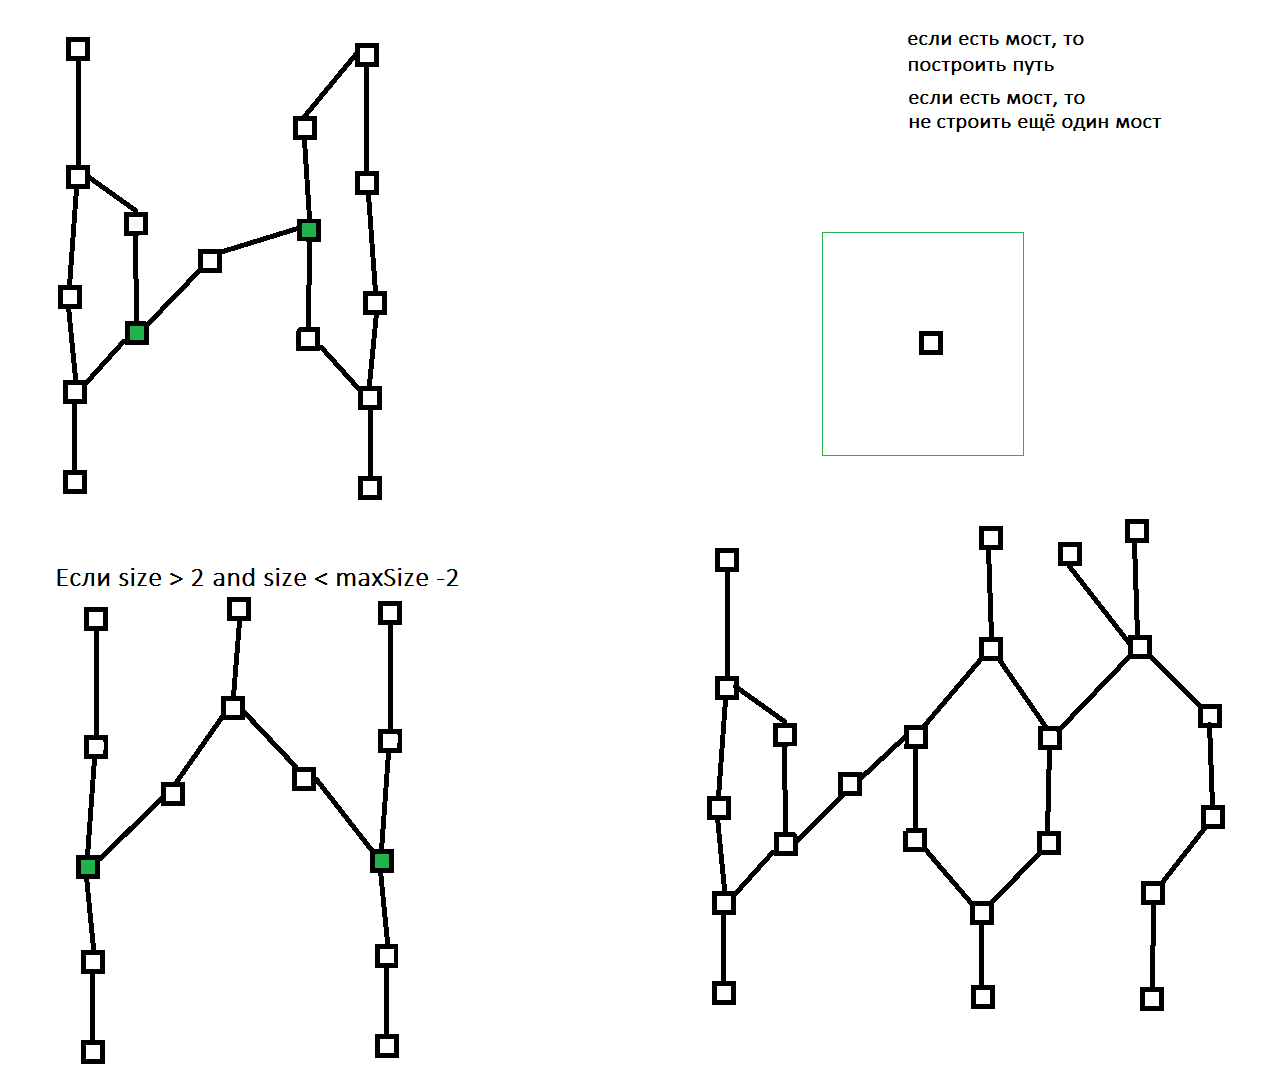 если есть мост, то
построить путь
если есть мост, то
не строить ещё один мост
Если size > 2 and size < maxSize -2